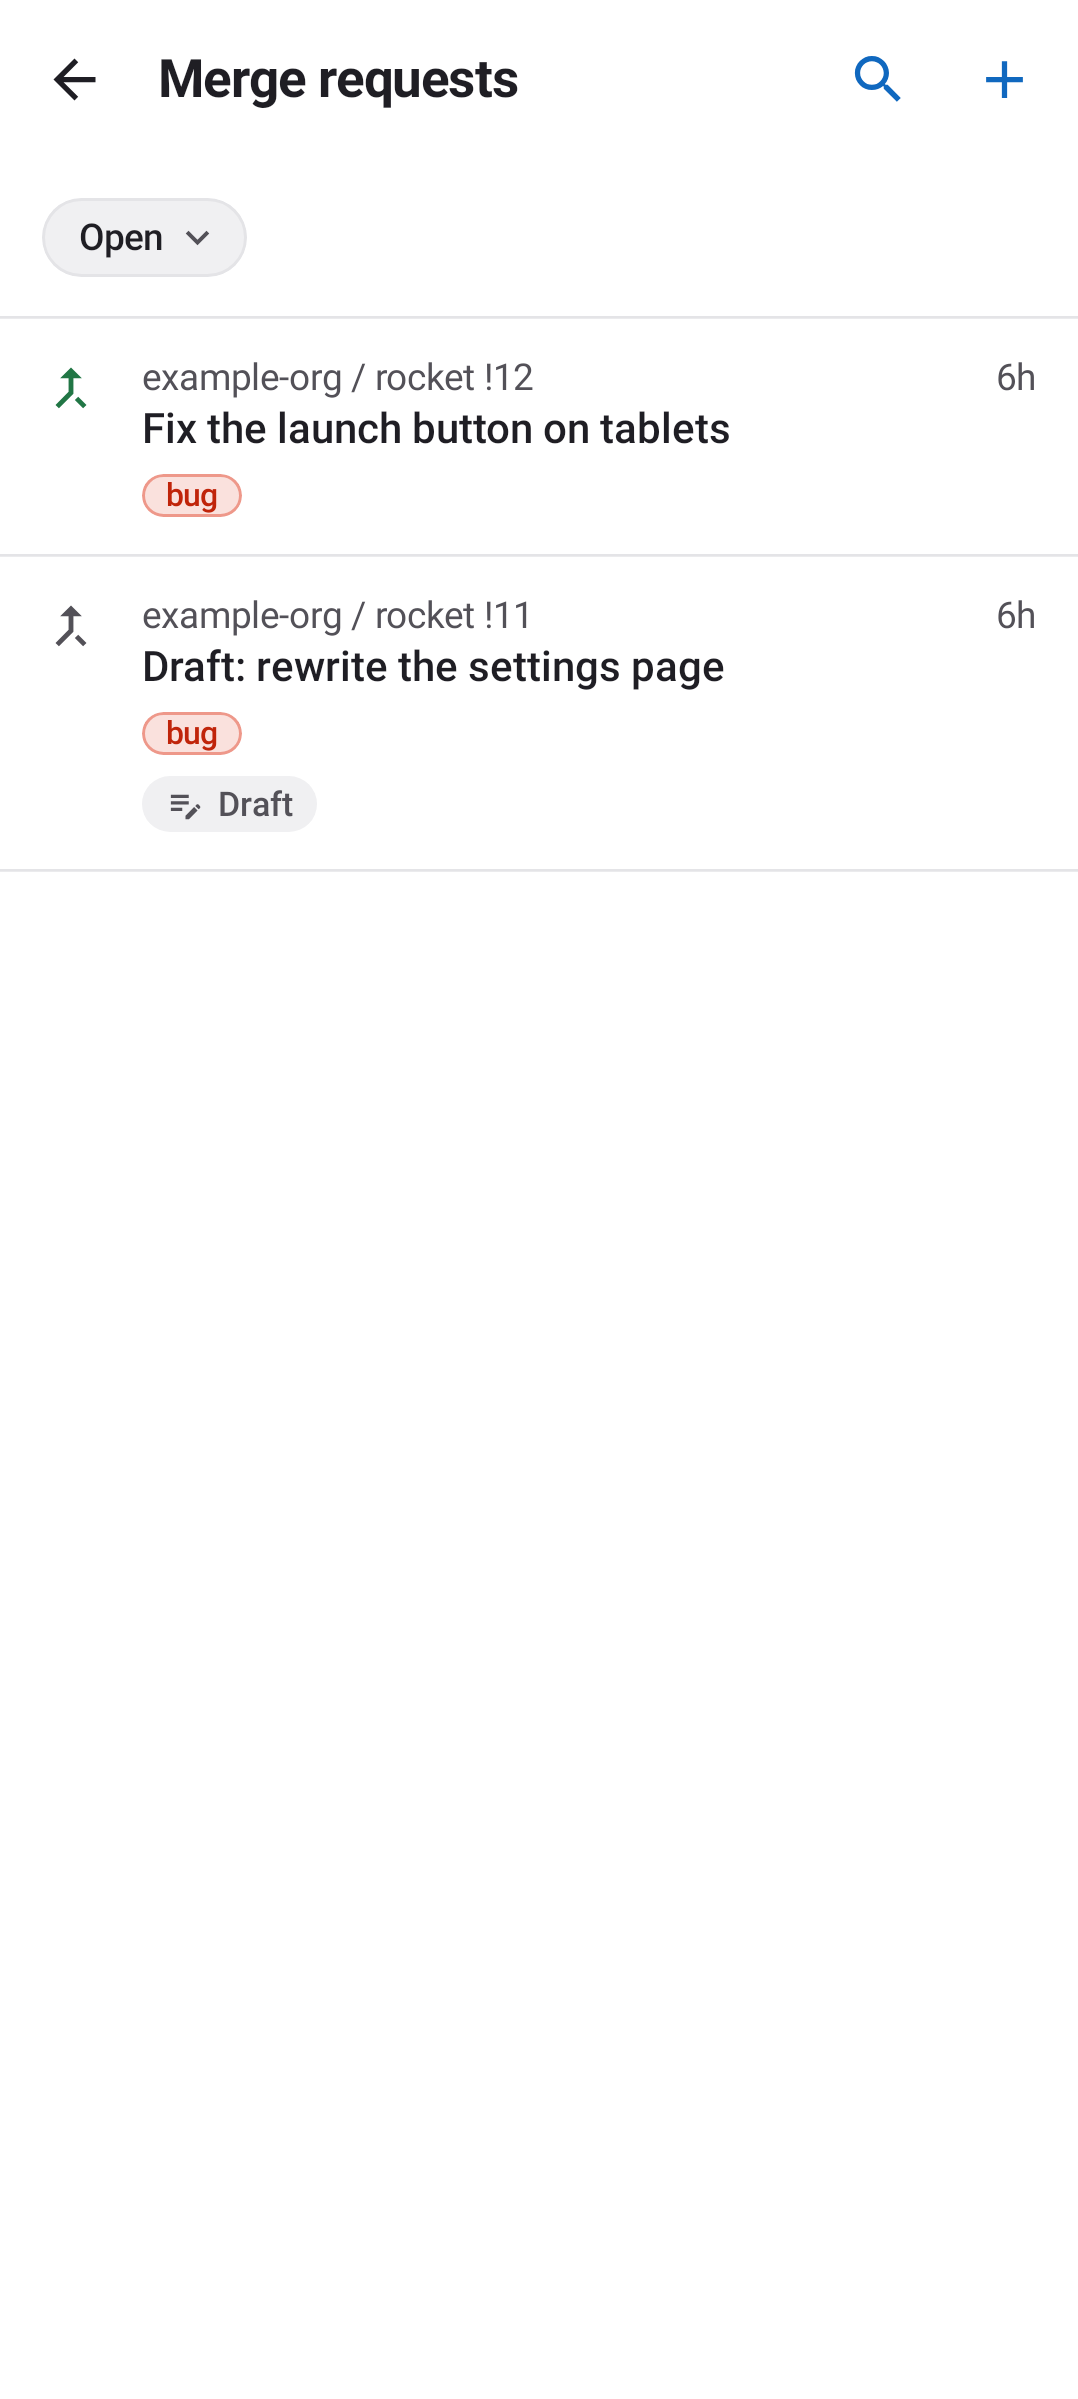 Merge requests
Open
example-org / rocket !12 6h
Fix the launch button on tablets
bug
example-org / rocket !11 6h
Draft: rewrite the settings page
bug
Draft